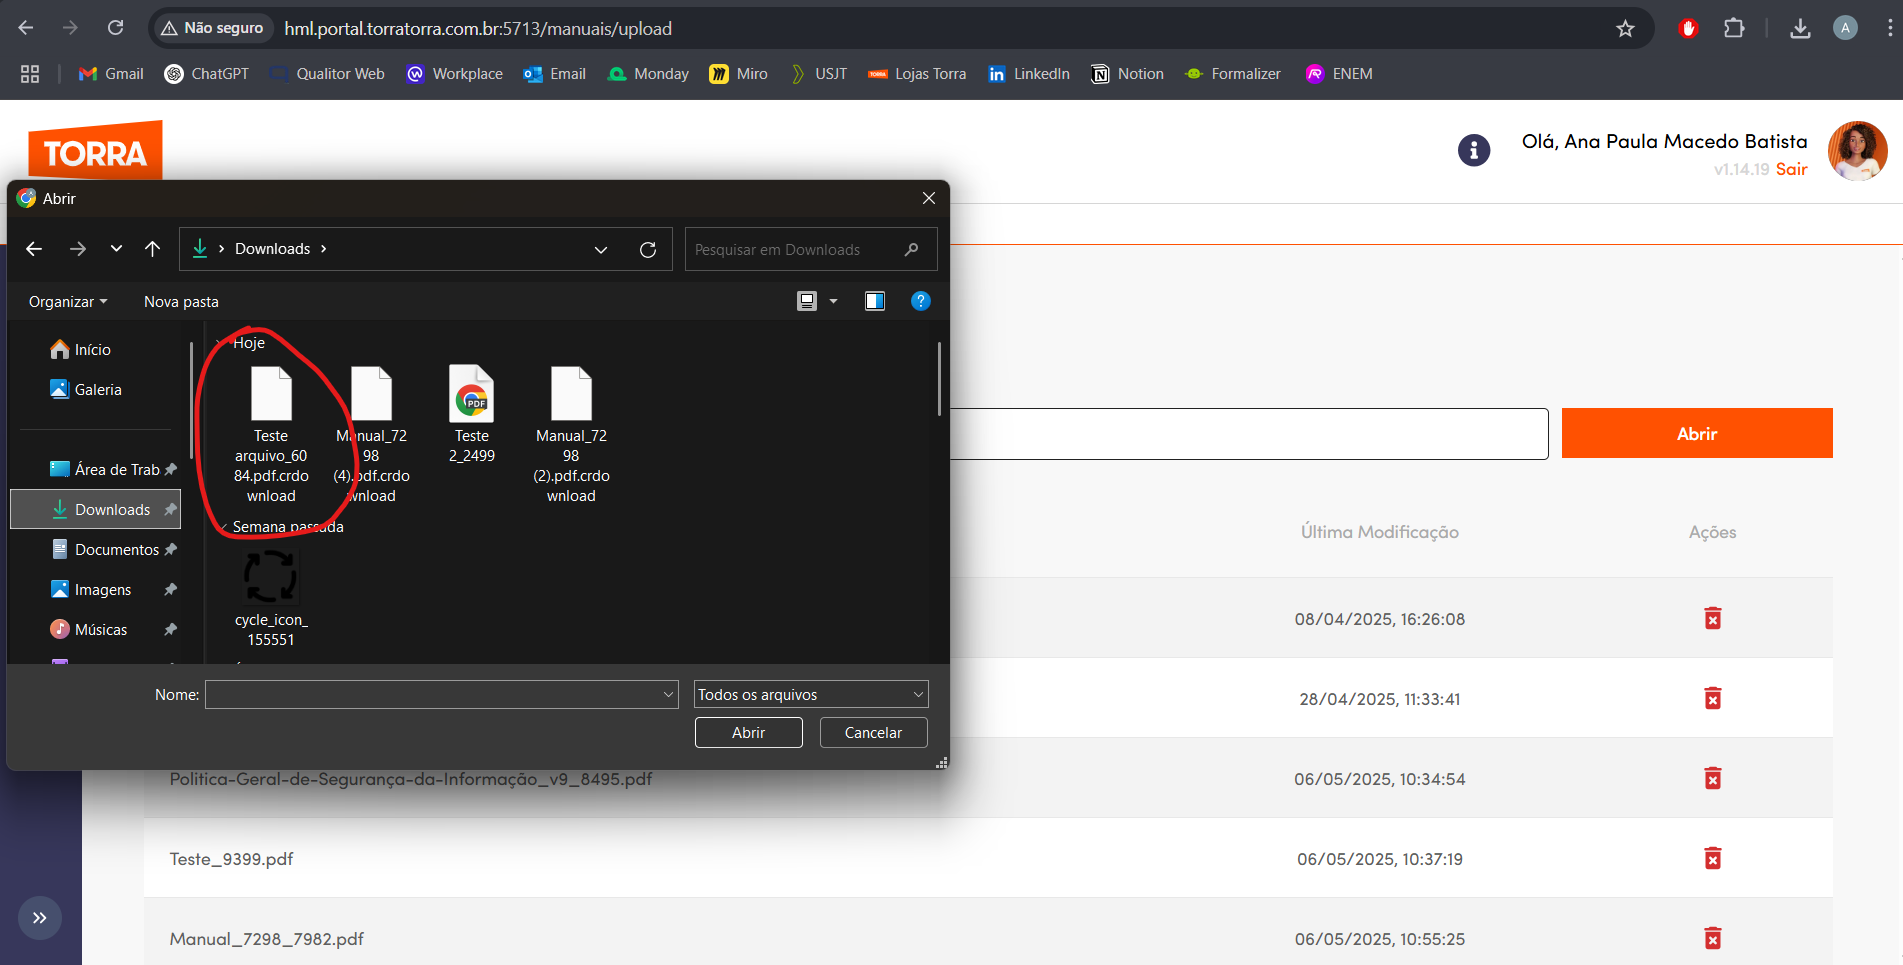 Não seguro
hml.portal.torratorra.com.br:5713/manuais/upload
A
Gmail
ChatGPT
Qualitor Web
Workplace
Email
Monday
Miro
USJT
Lojas Torra
LinkedIn
Notion
Formalizer
ENEM
TORRA
Olá, Ana Paula Macedo Batista
v1.14.19 Sair
Abrir
Downloads
Pesquisar em Downloads
Organizar
Nova pasta
Início
Galeria
Área de Trab
Downloads
Documentos
Imagens
Músicas
Hoje
Teste
arquivo_60
84.pdf.crdo
wnload
Manual_72
98
(4).pdf.crdo
wnload
PDF
Teste
2_2499
Manual_72
98
(2).pdf.crdo
wnload
Semana passada
cycle_icon_
155551
Nome:
Todos os arquivos
Abrir
Cancelar
Abrir
Última Modificação
Ações
08/04/2025, 16:26:08
28/04/2025, 11:33:41
Politica-Geral-de-Segurança-da-Informação_v9_8495.pdf
06/05/2025, 10:34:54
Teste_9399.pdf
06/05/2025, 10:37:19
Manual_7298_7982.pdf
06/05/2025, 10:55:25